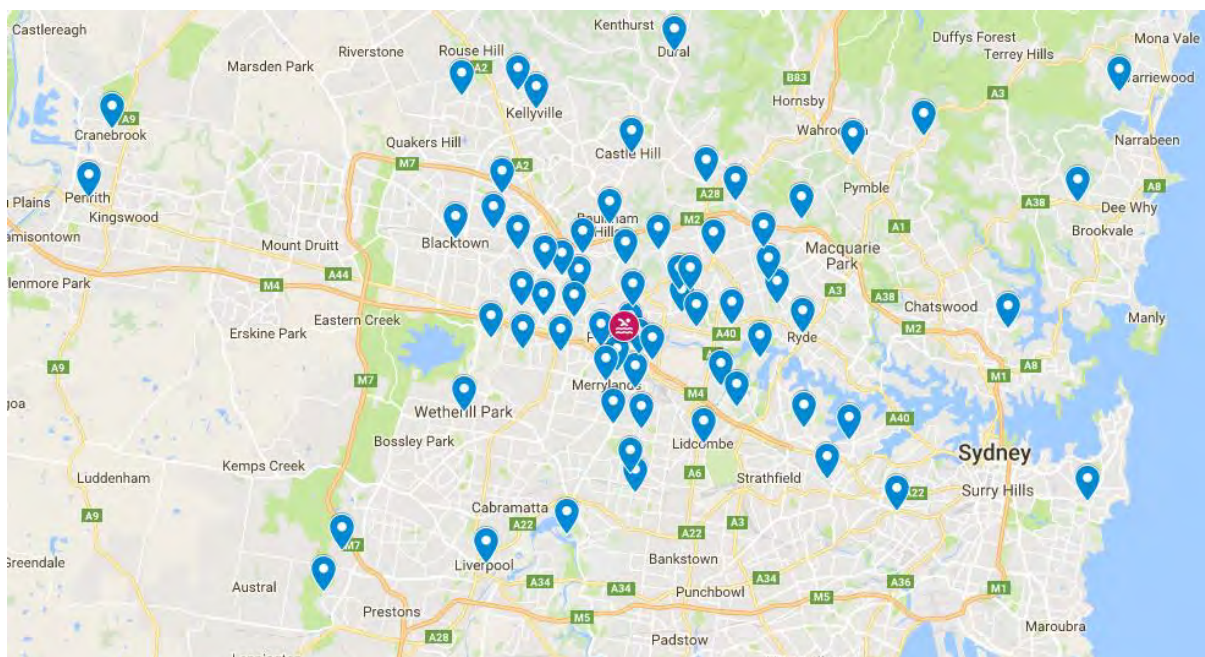 Castlereagh
Kenthurst
Duffys Forest
Mona Vale
Riverstone
Rouse Hill
Dural
Terrey Hills
Marsden Park
A2
B83
A3
Kellyville
Hornsby
A9
Cranebrook
Wahroo
Narrabeen
Quakers Hill
Castle Hill
M7
A2
Pymble
A28
A8
Penrith
Plains
Kingswood
A38
Dee Why
M2
Hills
A1
Brookvale
Mount Druitt
Blacktown
Macquarie
Park
M4
A44
A3
A38
Chatswood
Manly
Erskine Park
Eastern Creek
A40
Ryde
M2
M7
Merrylands
M1
A8
A9
M4
Wetherill Park
A40
Bossley Park
Lidcombe
Sydney
Kemps Creek
A6
Strathfield
Luddenham
A22
Surry Hills
A9
Cabramatta
A22
A3
M7
A22
Greendale
Bankstown
Liverpool
A34
A34
A34
A36
Austral
Punchbowl
M5
M5
M1
Prestons
Maroubra
A28
Padstow